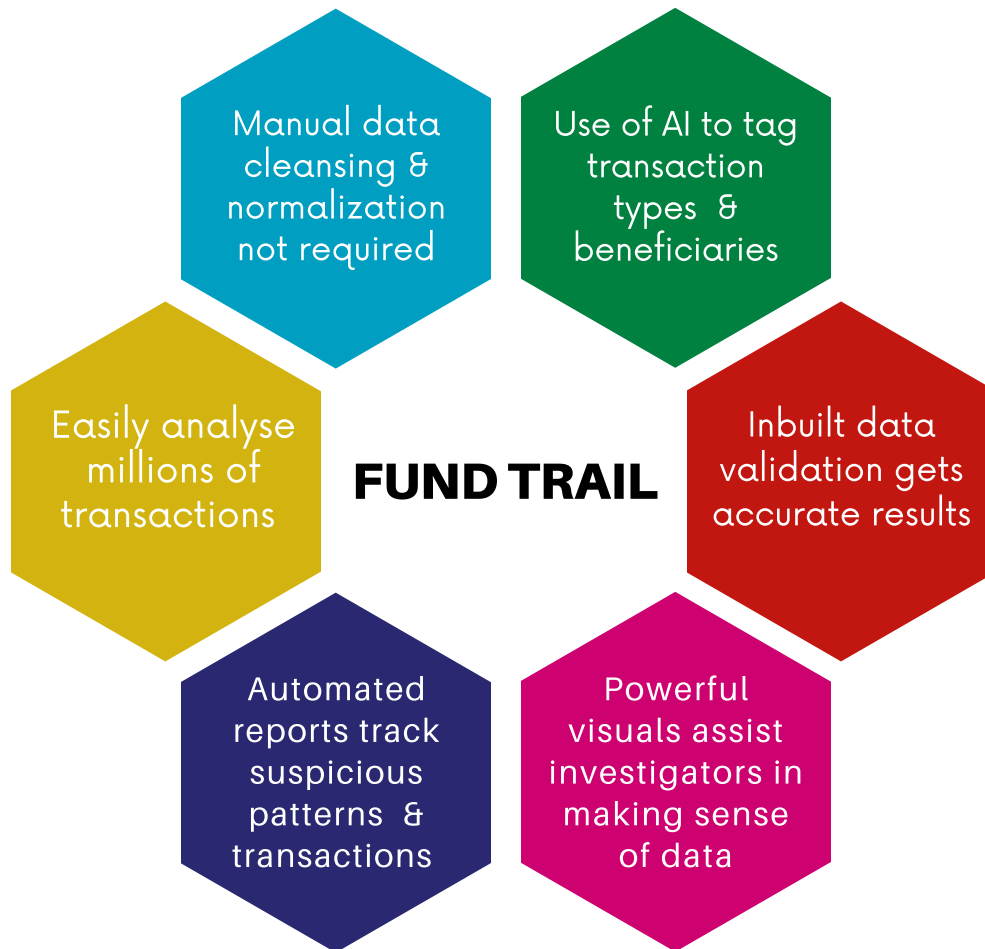 Manual data
cleansing &
normalization
not required
Use of AI to tag
transaction
types &
beneficiaries
Easily analyse
millions of
transactions
FUND TRAIL
Inbuilt data
validation gets
accurate results
Automated
reports track
suspicious
patterns &
transactions
Powerful
visuals assist
investigators in
making sense
of data